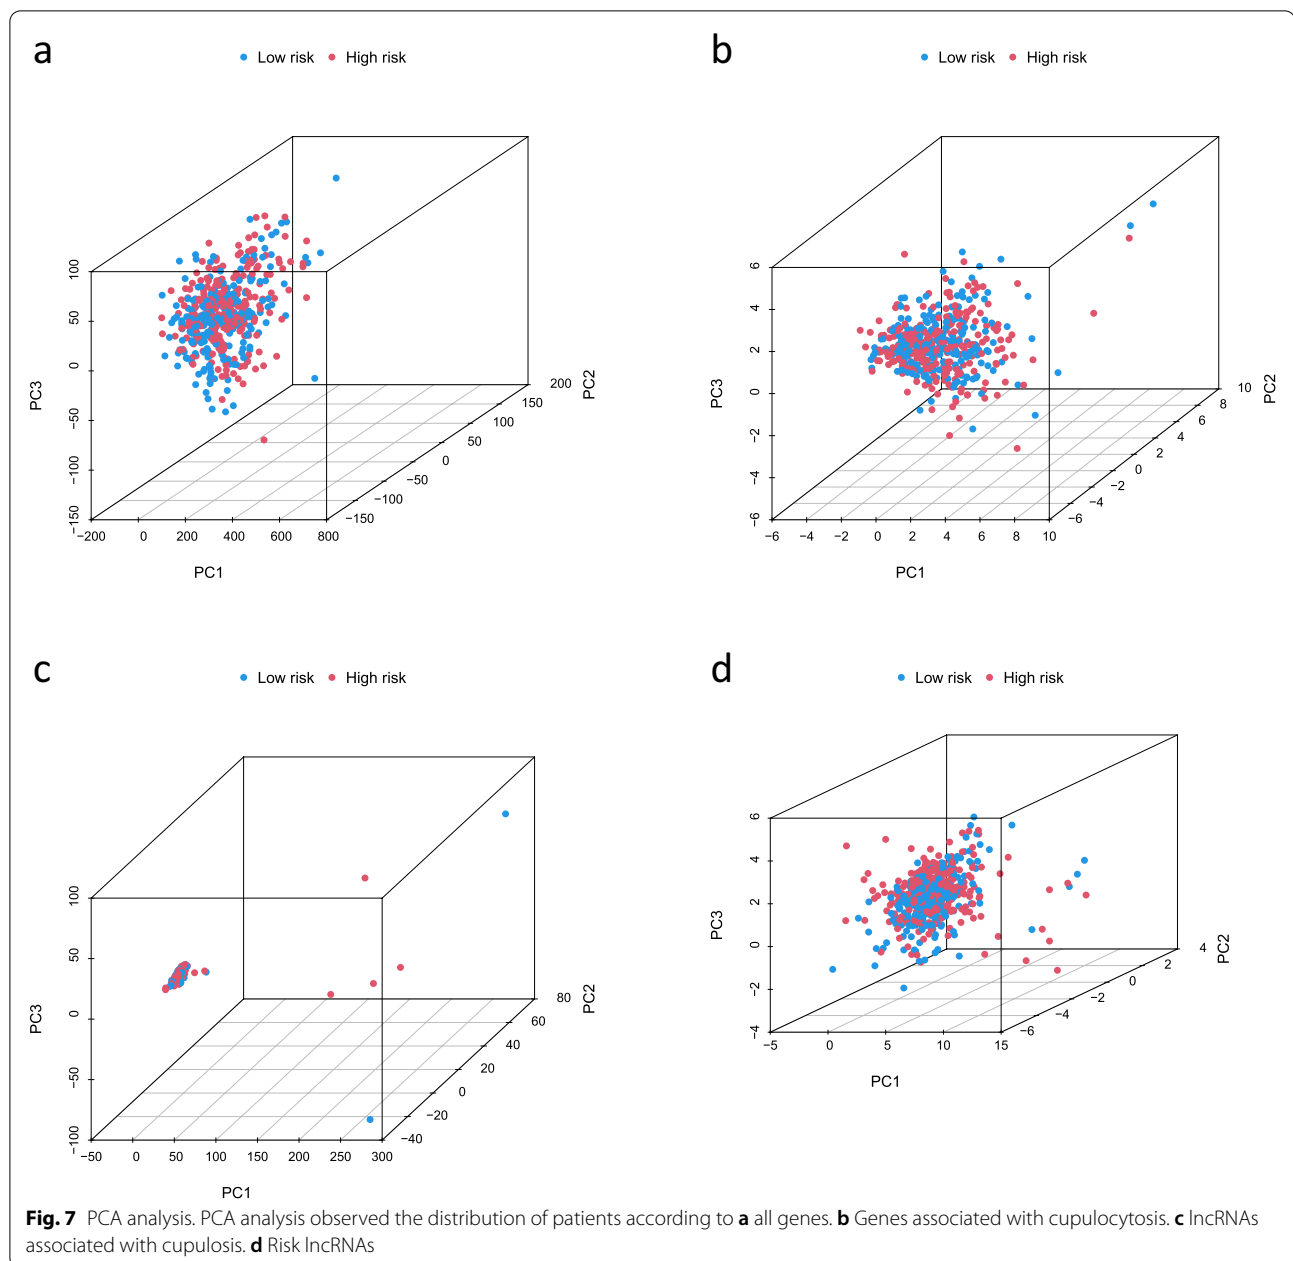 a
Low risk High risk
100
50
0
−50
−100
−150
PC3
−200 0 200 400 600 800
PC1
−150
−100
−50
0
50
100
150
200
PC2
b
Low risk High risk
6
4
2
0
−2
−4
−6
PC3
−6 −4 −2 0 2 4 6 8 10
PC1
−6
−4
−2
0
2
4
6
8
10
PC2
c
Low risk High risk
100
50
0
−50
−100
PC3
−50 0 50 100 150 200 250 300
PC1
−40
−20
0
20
40
60
80
PC2
d
Low risk High risk
6
4
2
0
−2
−4
PC3
−5 0 5 10 15
PC1
−6
−4
−2
0
2
4
PC2
Fig. 7 PCA analysis. PCA analysis observed the distribution of patients according to a all genes. b Genes associated with cupulocytosis. c lncRNAs
associated with cupulosis. d Risk lncRNAs